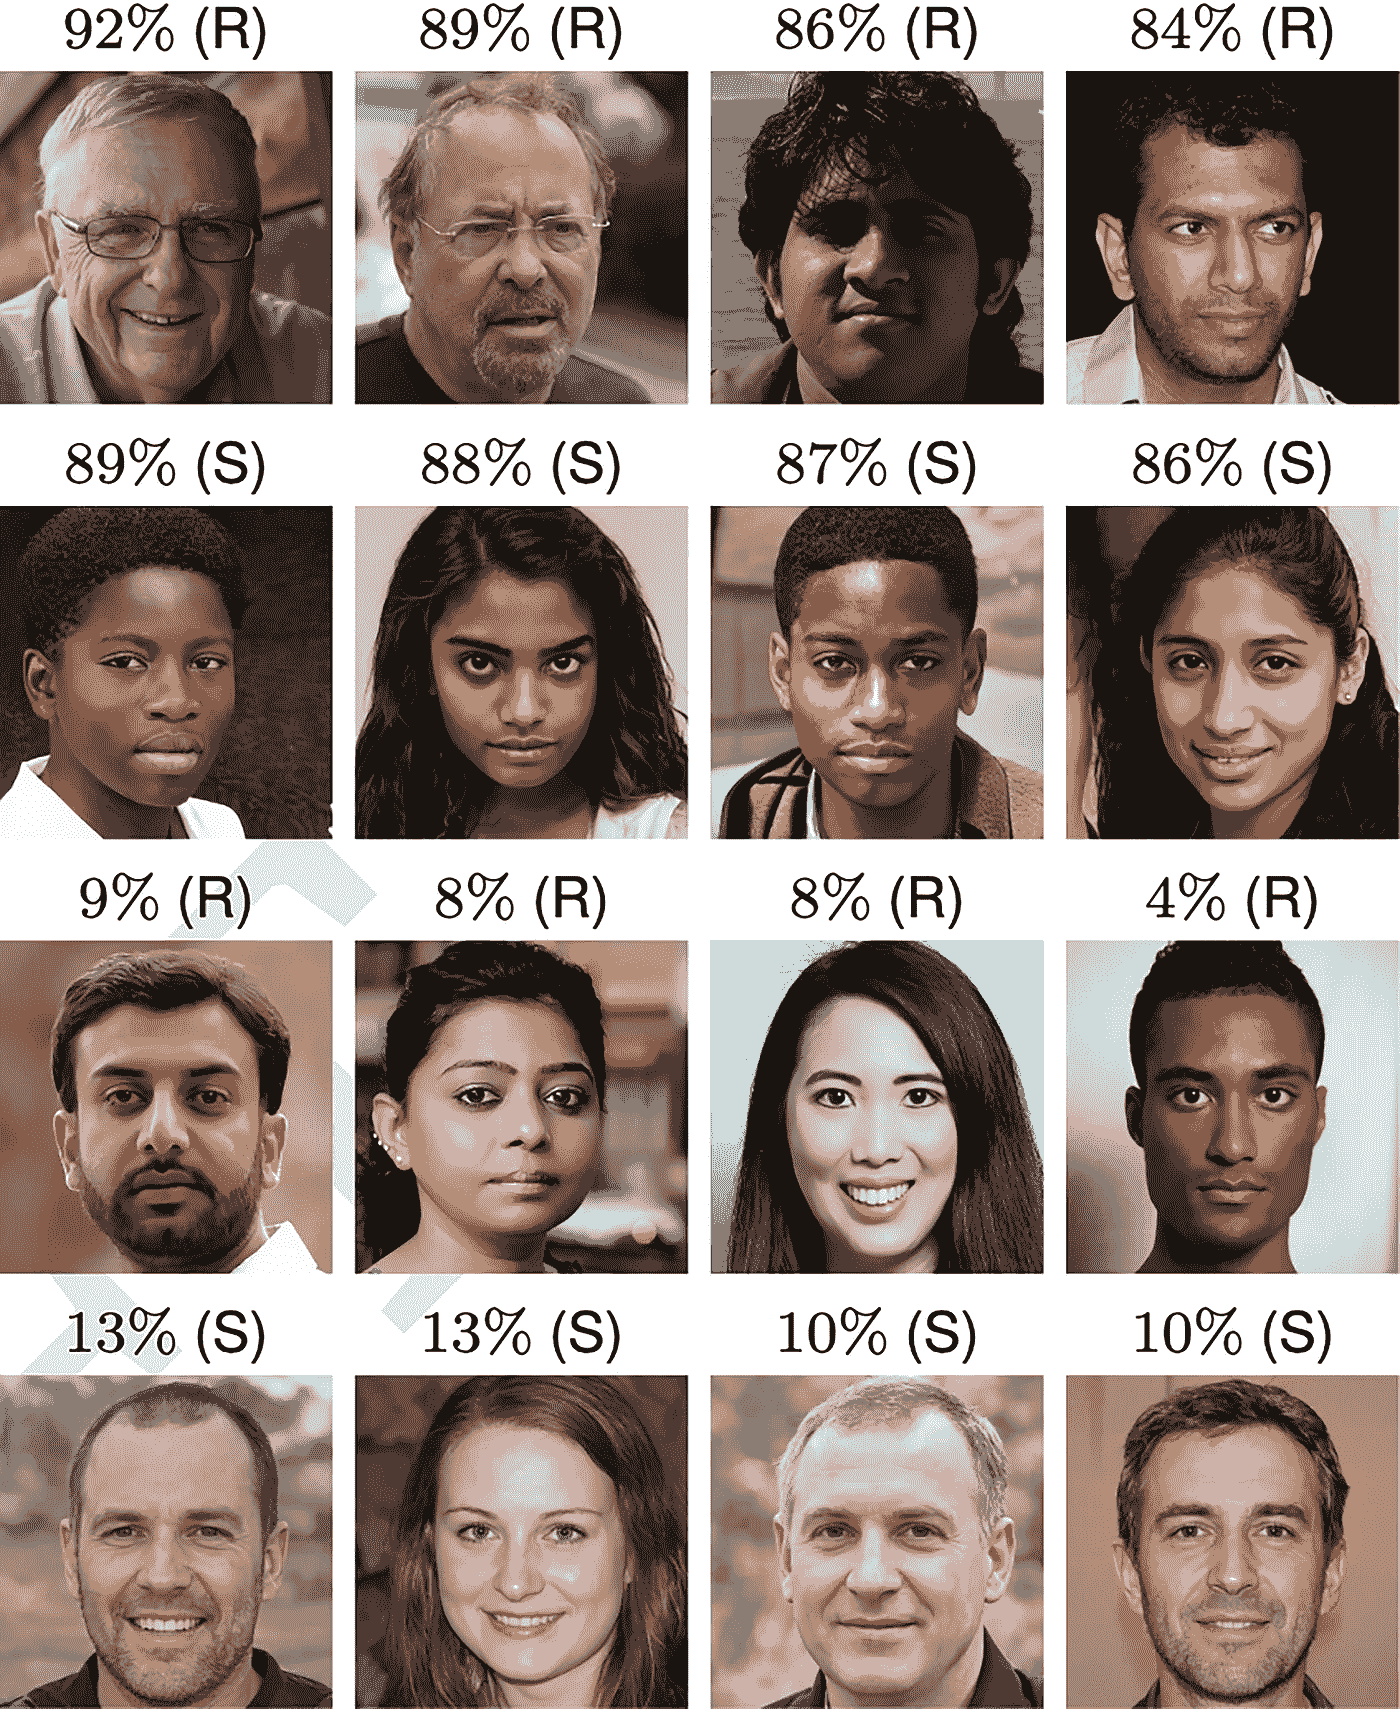 92% (R) 89% (R) 86% (R) 84% (R)
89% (S) 88% (S) 87% (S) 86% (S)
9% (R) 8% (R) 8% (R) 4% (R)
13% (S) 13% (S) 10% (S) 10% (S)